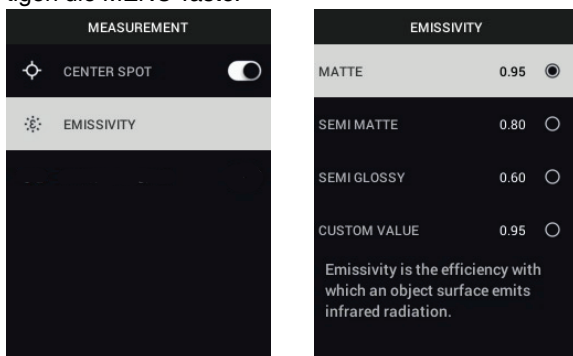 MEASUREMENT
CENTER SPOT
EMISSIVITY
EMISSIVITY
MATTE 0.95
SEMI MATTE 0.80
SEMI GLOSSY 0.60
CUSTOM VALUE 0.95
Emissivity is the efficiency with
which an object surface emits
infrared radiation.